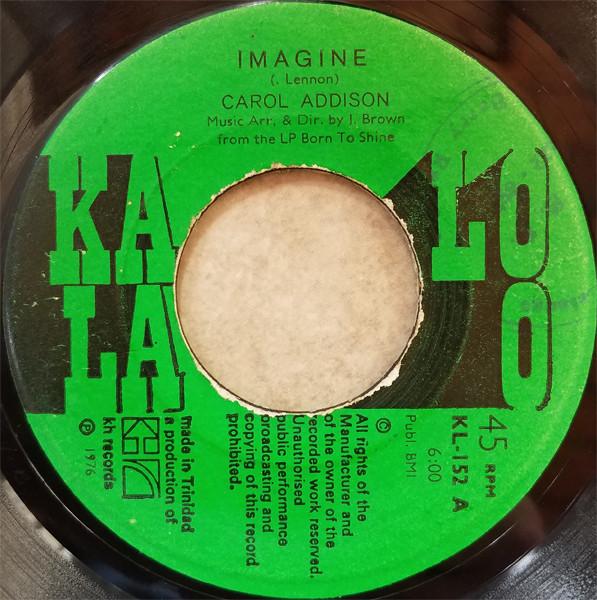 IMAGINE
(. Lennon)
CAROL ADDISON
Music Arr. & Dir. by I. Brown
from the LP Born To Shine
KA LO
LA O
45 RPM
KL-152 A
6:00
Publ. BMI
©
All rights of the
Manufacturer and
of the owner of the
recorded work reserved.
Unauthorised
public performance
broadcasting and
copying of this record
prohibited.
made in Trinidad
a production of
KH
kh records
℗ 1976